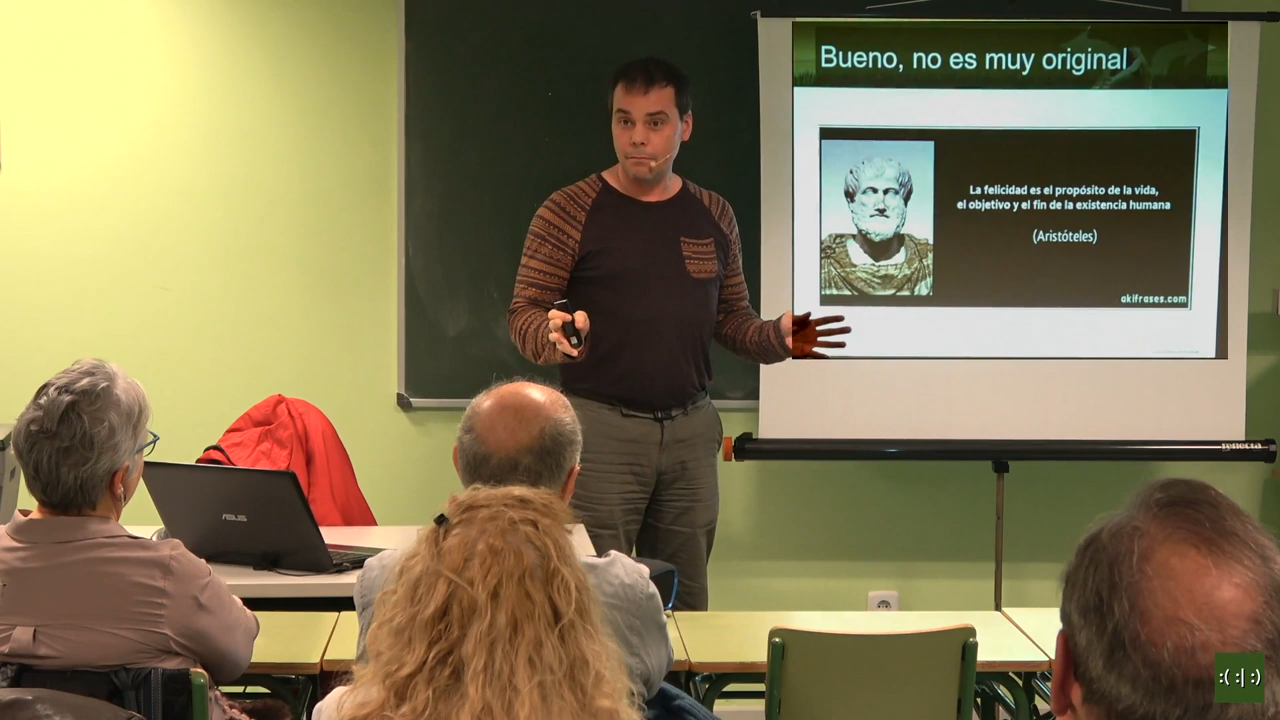 Bueno, no es muy original
La felicidad es el propósito de la vida,
el objetivo y el fin de la existencia humana
(Aristóteles)
akifrases.com
reflecta
ASUS
:( :| :)